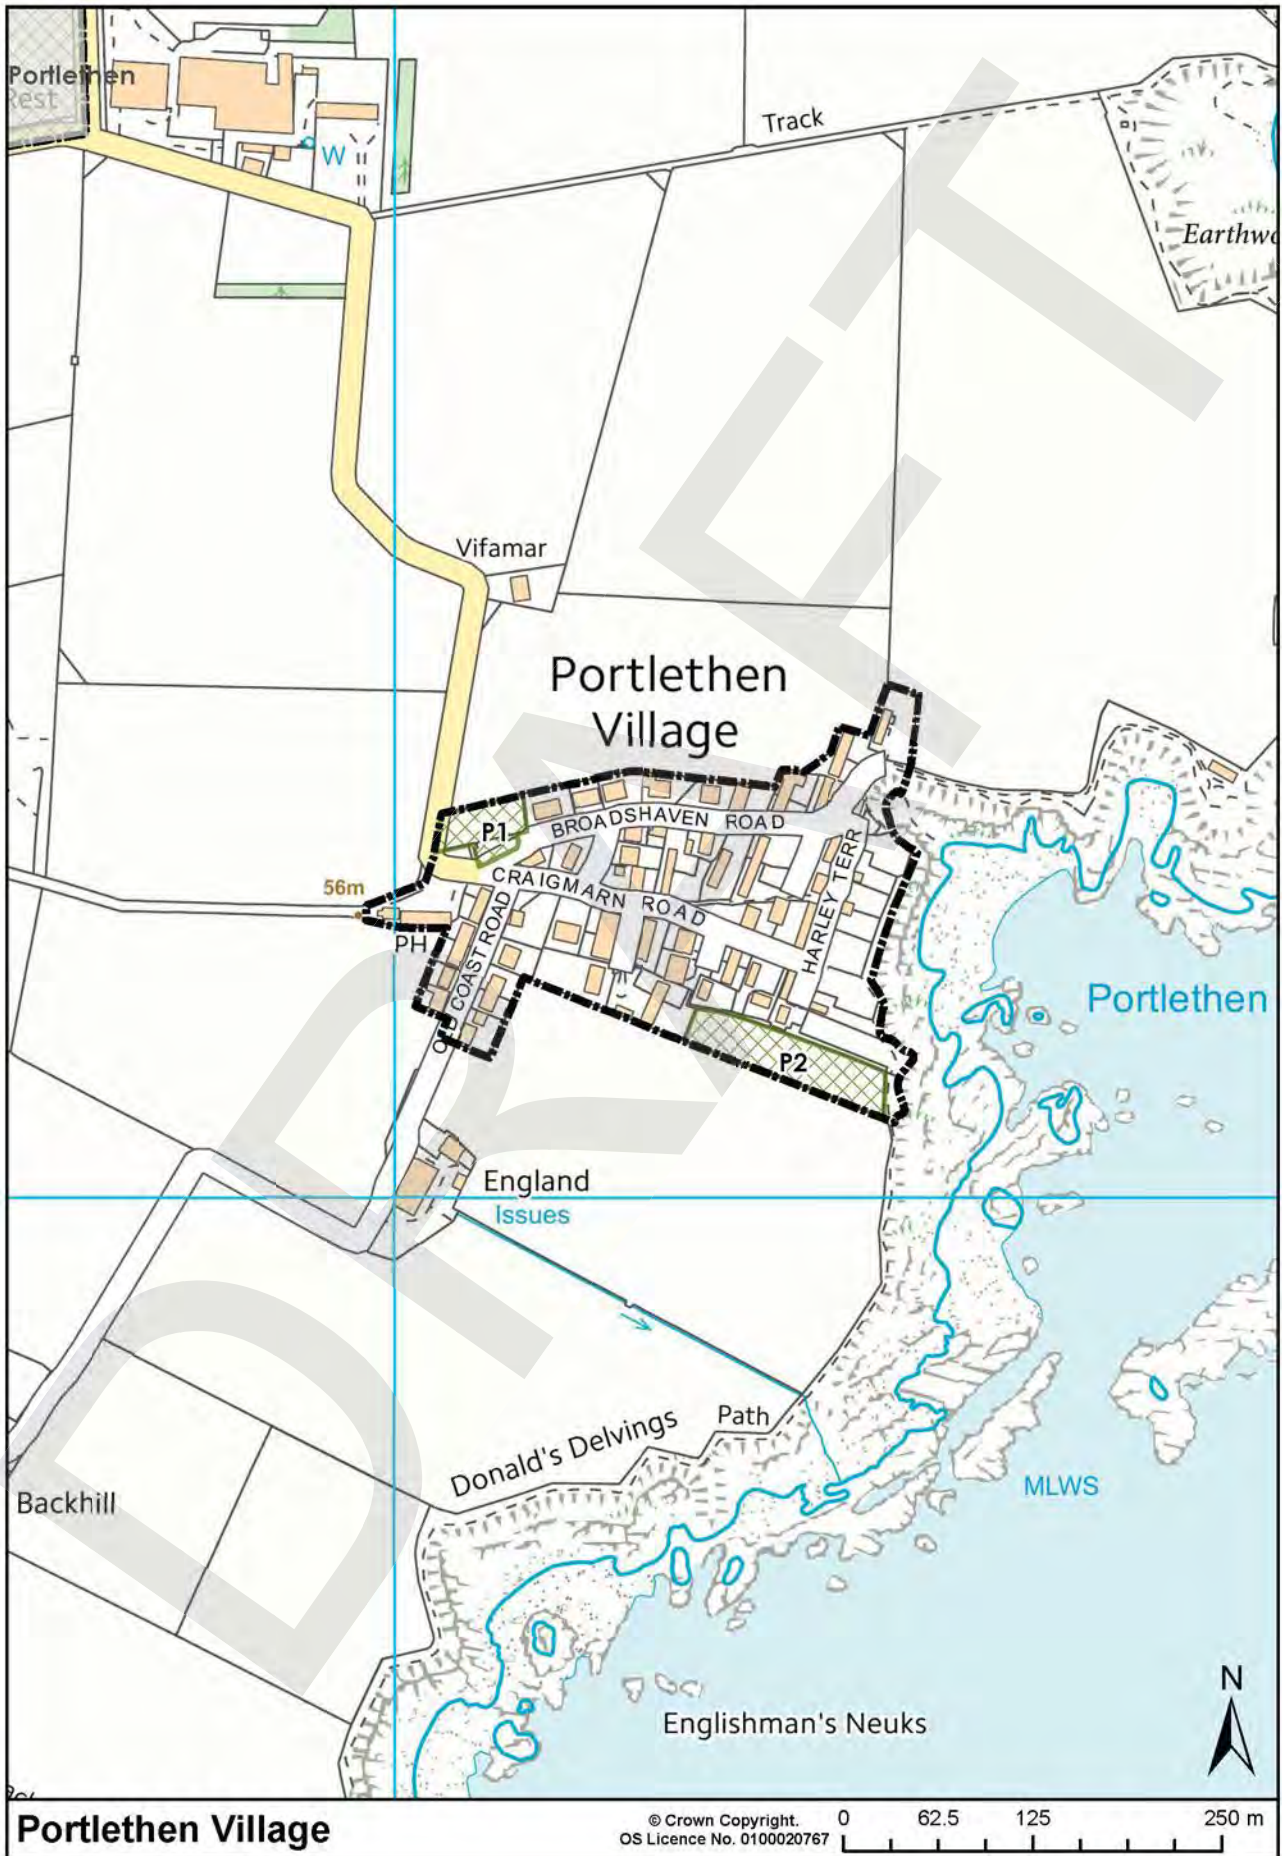 Portlethen
Rest
W
Track
Vifamar
Portlethen
Village
P1
BROADSHAVEN ROAD
CRAIGMARN ROAD
HARLEY TERR
56m
PH
OLD COAST ROAD
P2
Portlethen
England
Issues
Donald's Delvings
Path
Backhill
MLWS
Englishman's Neuks
N
DRAFT
Portlethen Village
© Crown Copyright.
OS Licence No. 0100020767
0 62.5 125 250 m